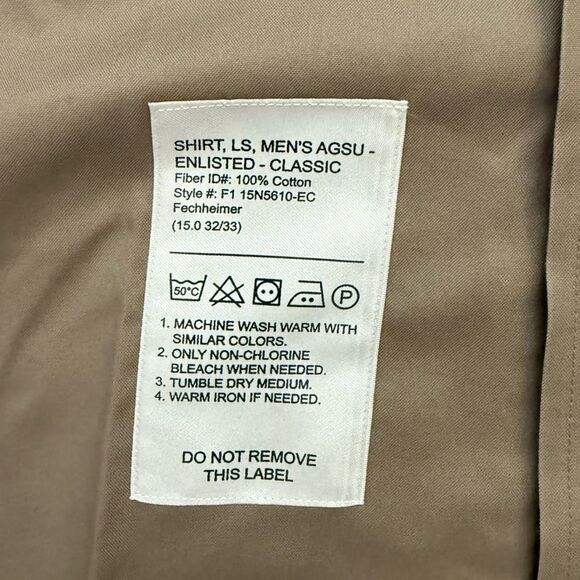 SHIRT, LS, MEN'S AGSU -
ENLISTED - CLASSIC
Fiber ID#: 100% Cotton
Style #: F1 15N5610-EC
Fechheimer
(15.0 32/33)
50°C P
1. MACHINE WASH WARM WITH
SIMILAR COLORS.
2. ONLY NON-CHLORINE
BLEACH WHEN NEEDED.
3. TUMBLE DRY MEDIUM.
4. WARM IRON IF NEEDED.
DO NOT REMOVE
THIS LABEL